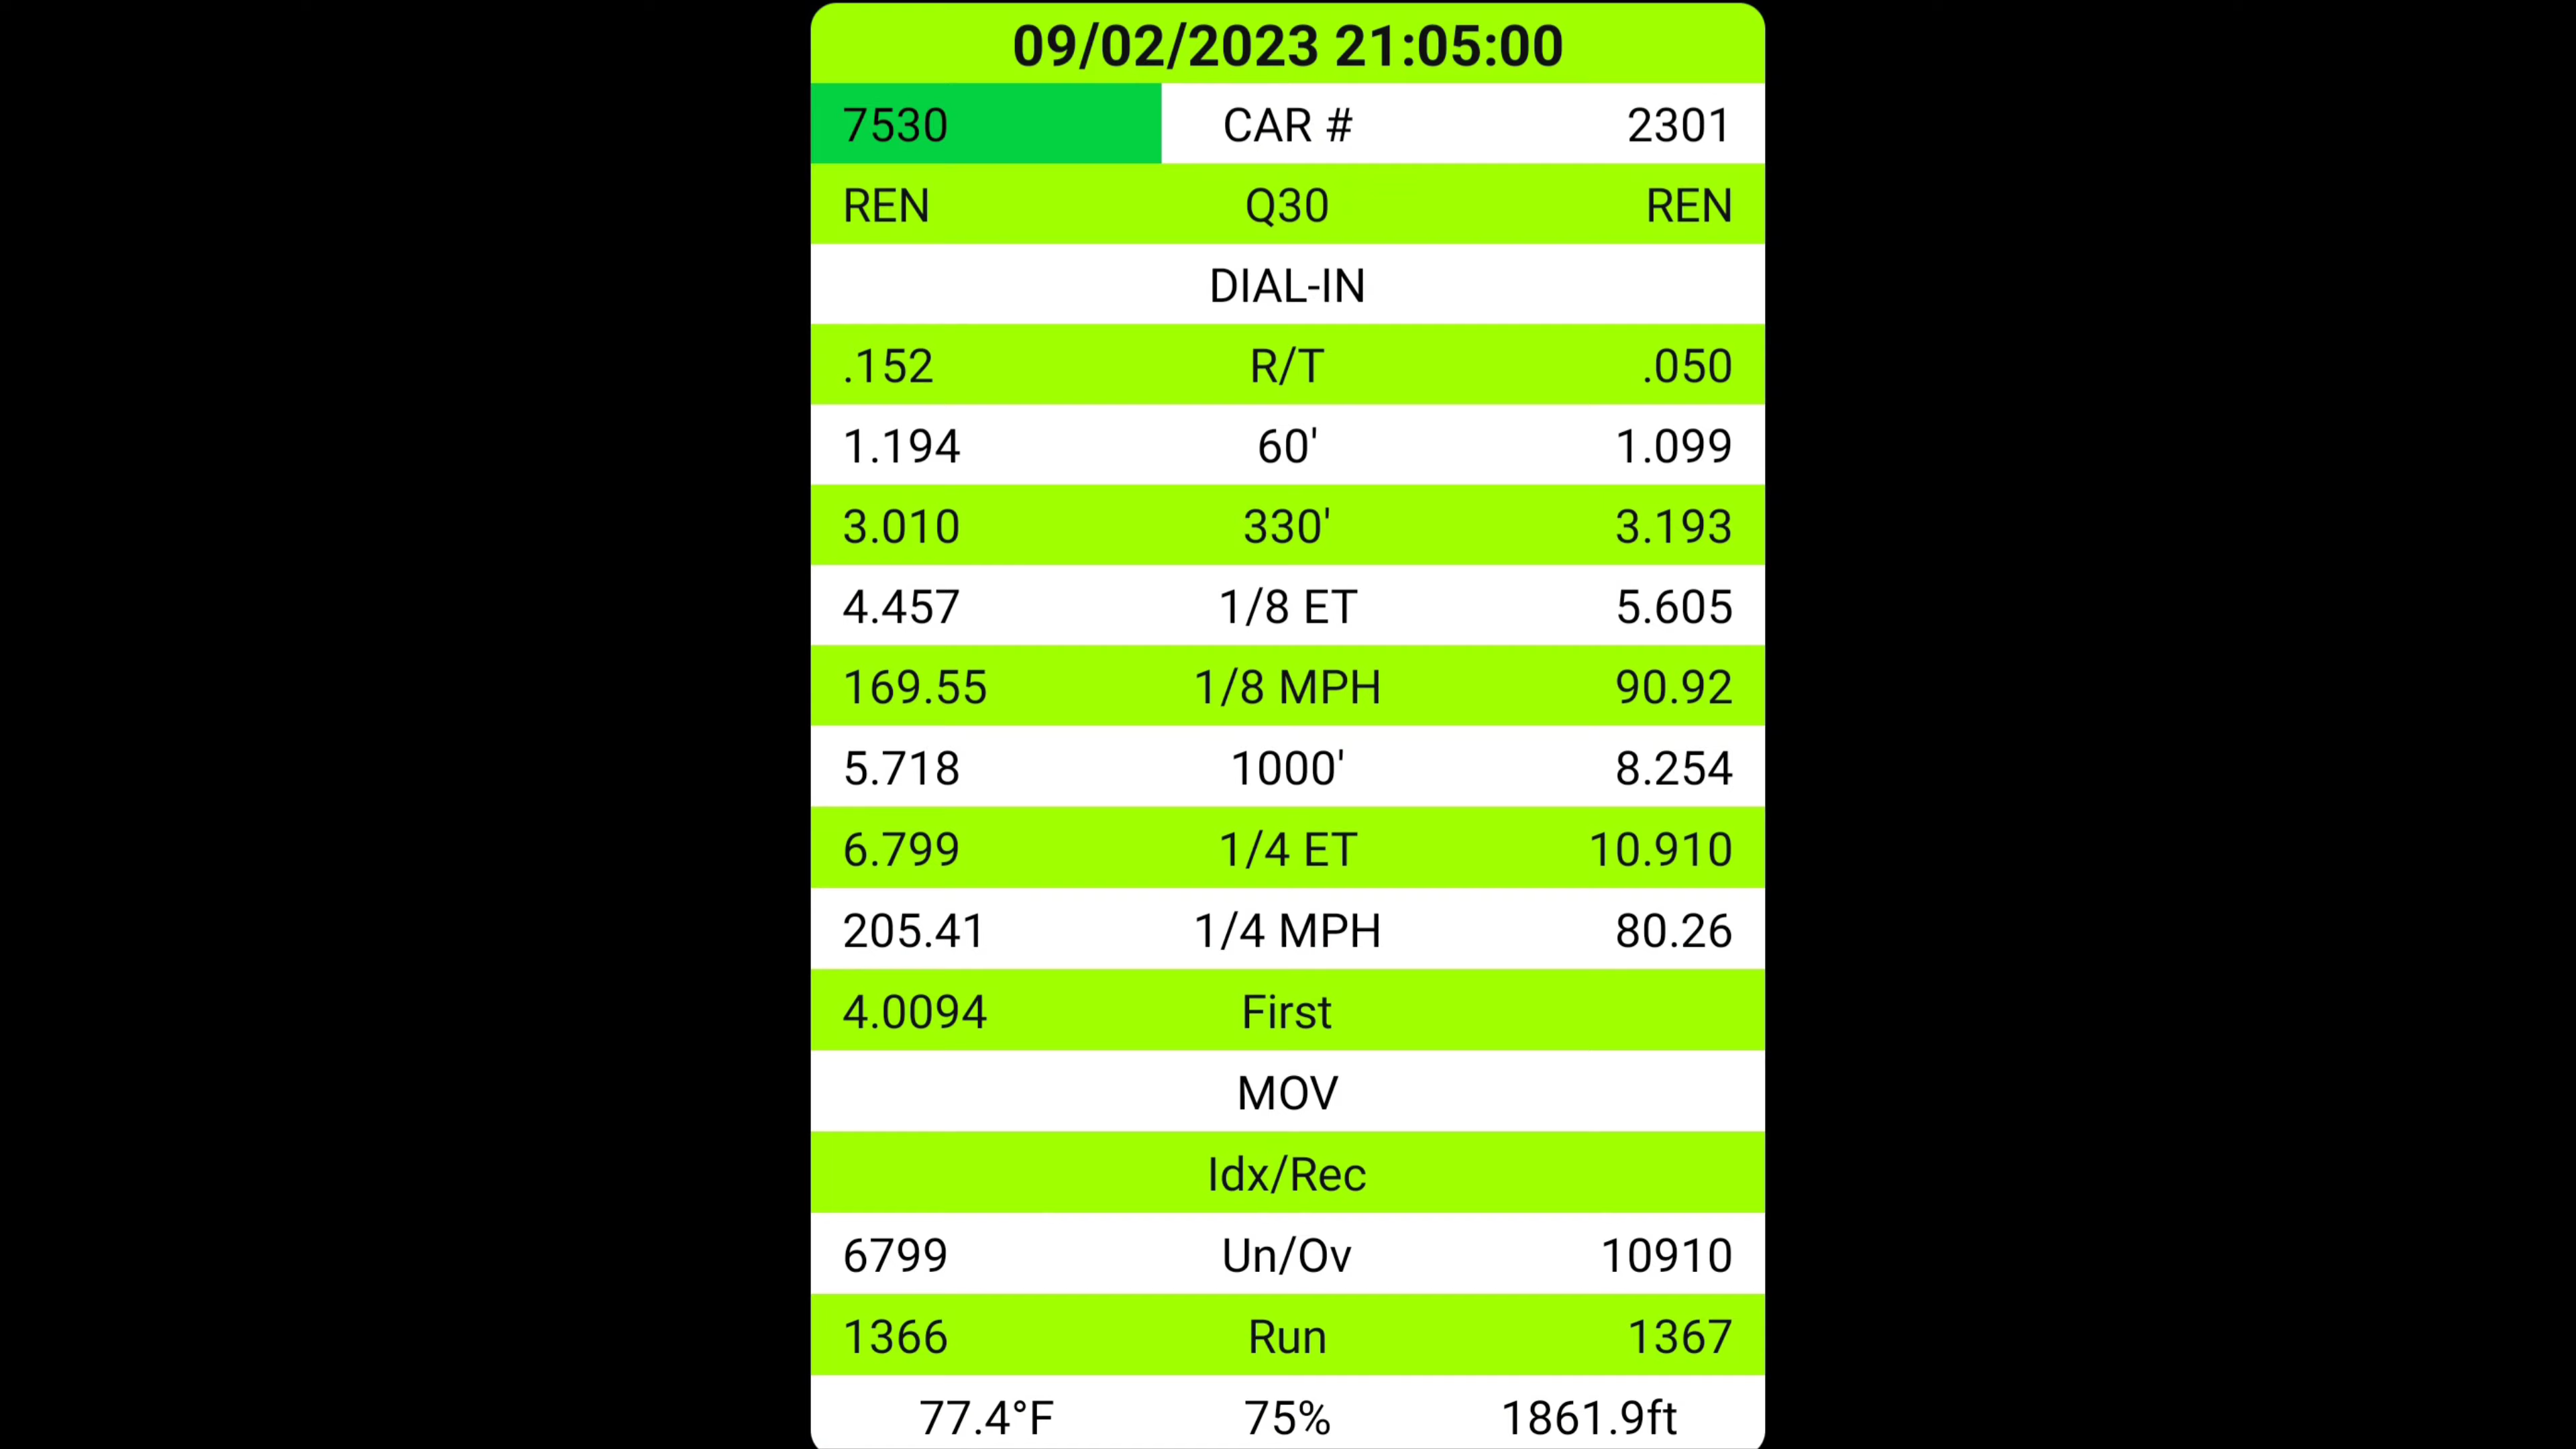 09/02/2023 21:05:00
7530 CAR # 2301
REN Q30 REN
DIAL-IN
.152 R/T .050
1.194 60' 1.099
3.010 330' 3.193
4.457 1/8 ET 5.605
169.55 1/8 MPH 90.92
5.718 1000' 8.254
6.799 1/4 ET 10.910
205.41 1/4 MPH 80.26
4.0094 First
MOV
Idx/Rec
6799 Un/Ov 10910
1366 Run 1367
77.4°F 75% 1861.9ft